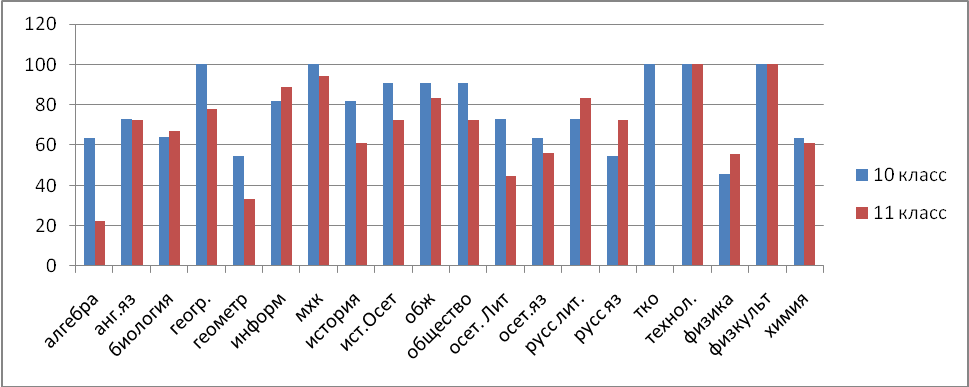 120
100
80
60
40
20
0
алгебра
анг.яз
биология
геогр.
геометр
информ
мхк
история
ист.Осет
обж
общество
осет. Лит
осет.яз
русс лит.
русс яз
тко
технол.
физика
физкульт
химия
10 класс
11 класс